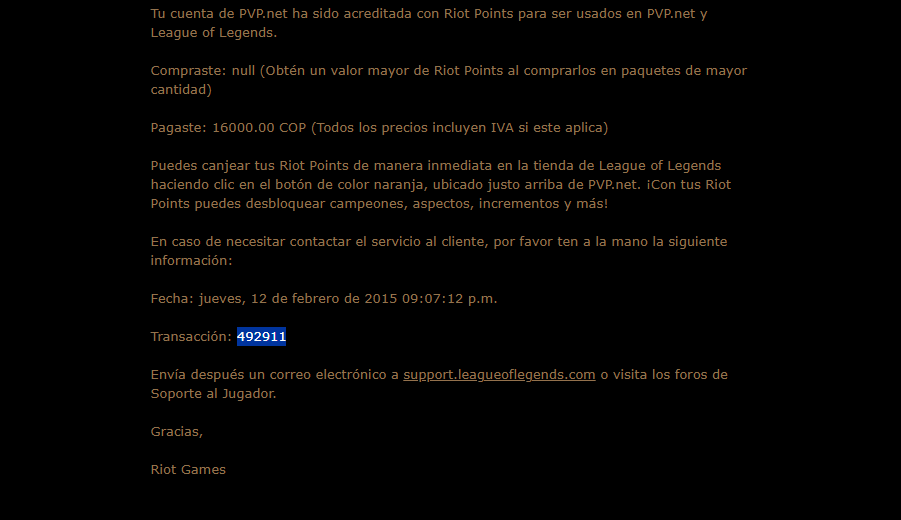 Tu cuenta de PVP.net ha sido acreditada con Riot Points para ser usados en PVP.net y
League of Legends.
Compraste: null (Obtén un valor mayor de Riot Points al comprarlos en paquetes de mayor
cantidad)
Pagaste: 16000.00 COP (Todos los precios incluyen IVA si este aplica)
Puedes canjear tus Riot Points de manera inmediata en la tienda de League of Legends
haciendo clic en el botón de color naranja, ubicado justo arriba de PVP.net. ¡Con tus Riot
Points puedes desbloquear campeones, aspectos, incrementos y más!
En caso de necesitar contactar el servicio al cliente, por favor ten a la mano la siguiente
información:
Fecha: jueves, 12 de febrero de 2015 09:07:12 p.m.
Transacción: 492911
Envía después un correo electrónico a support.leagueoflegends.com o visita los foros de
Soporte al Jugador.
Gracias,
Riot Games